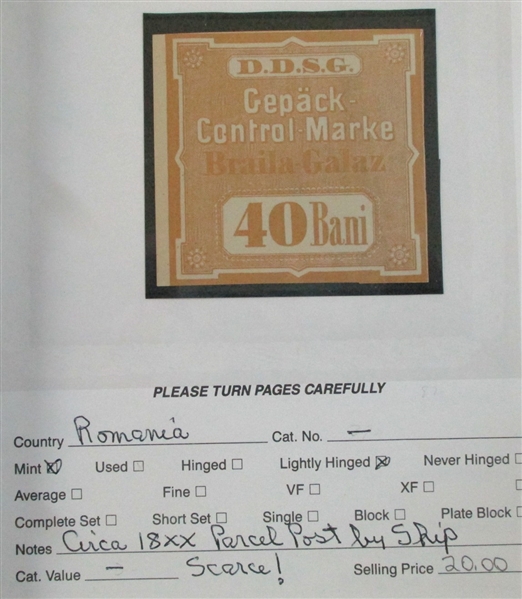 D.D.S.G.
Gepäck-
Control-Marke
Braila-Galaz
40 Bani
PLEASE TURN PAGES CAREFULLY
Country Romania Cat. No. —
Mint ☒ Used ☐ Hinged ☐ Lightly Hinged ☒ Never Hinged ☐
Average ☐ Fine ☐ VF ☐ XF ☐
Complete Set ☐ Short Set ☐ Single ☐ Block ☐ Plate Block ☐
Notes Circa 18XX Parcel Post by Ship
Cat. Value — Scarce! Selling Price 20.00